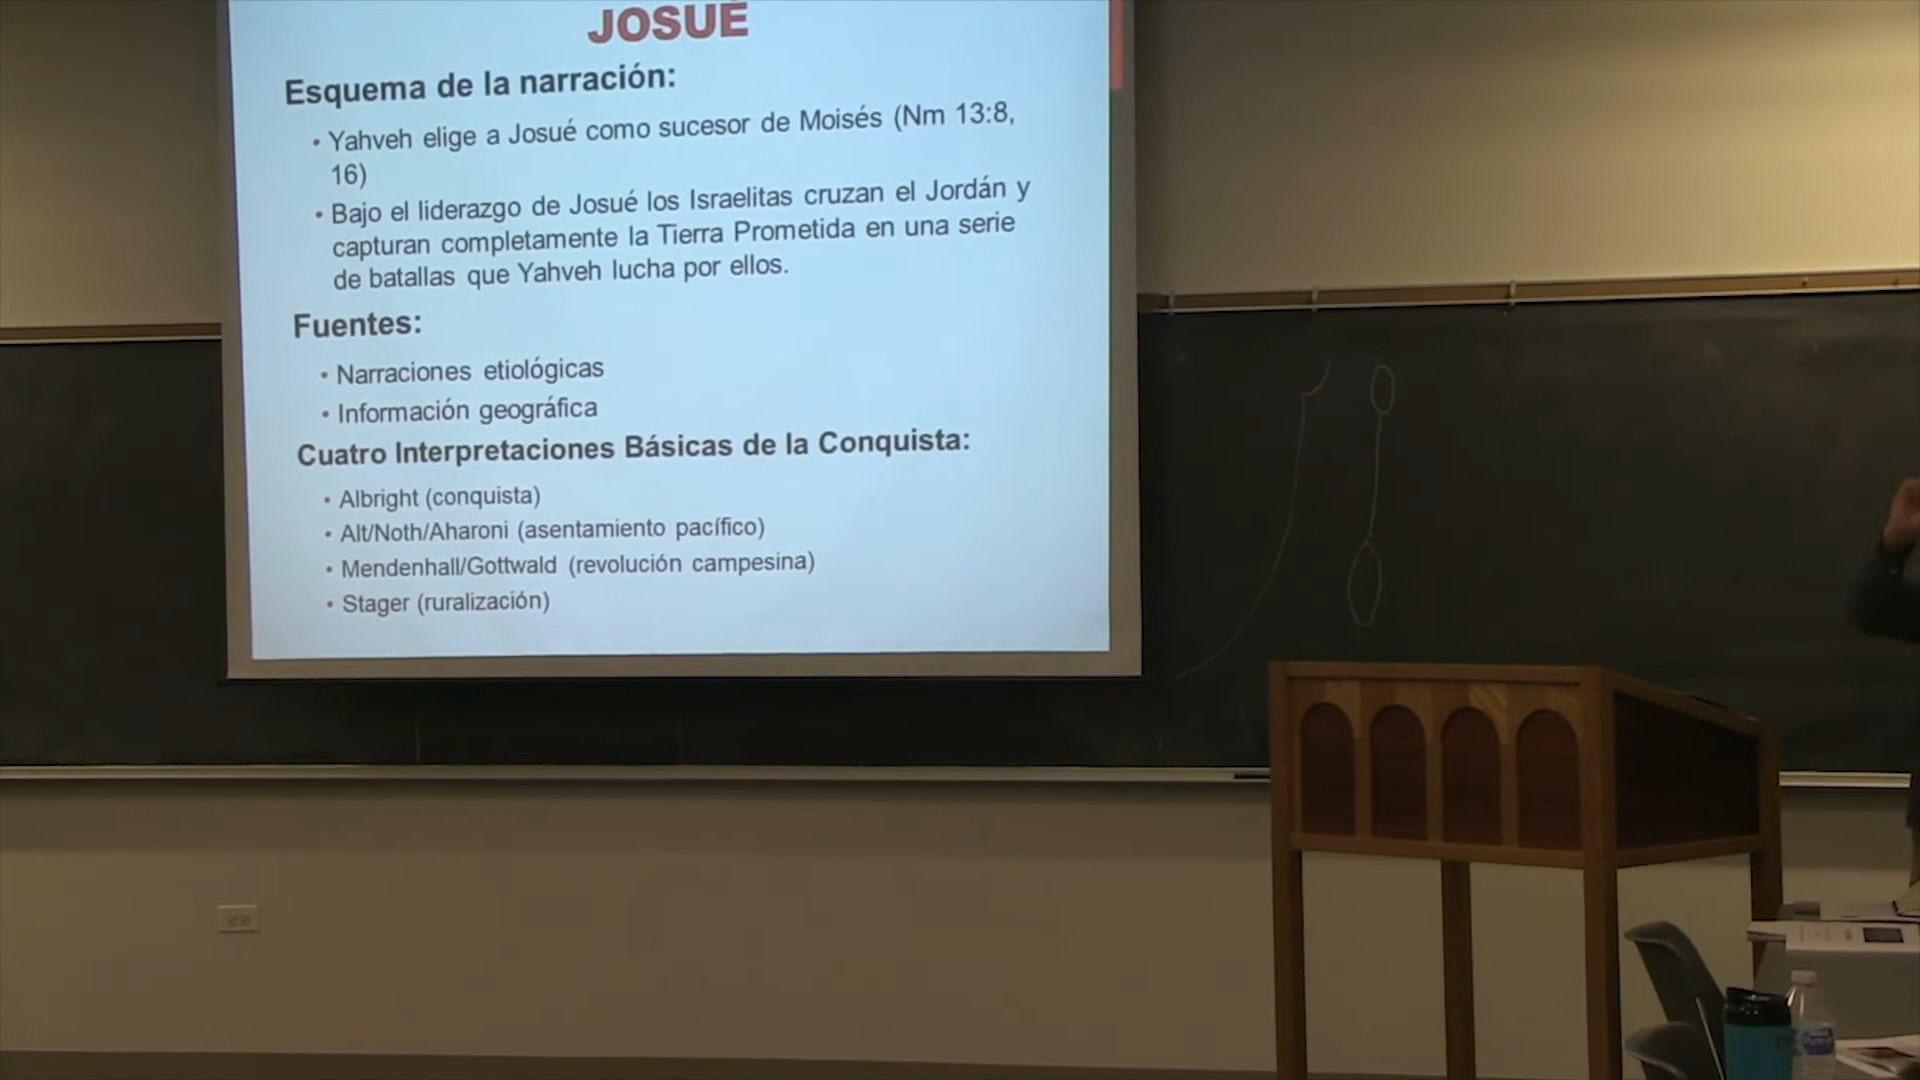 JOSUÉ
Esquema de la narración:
• Yahveh elige a Josué como sucesor de Moisés (Nm 13:8,
16)
• Bajo el liderazgo de Josué los Israelitas cruzan el Jordán y
capturan completamente la Tierra Prometida en una serie
de batallas que Yahveh lucha por ellos.
Fuentes:
• Narraciones etiológicas
• Información geográfica
Cuatro Interpretaciones Básicas de la Conquista:
• Albright (conquista)
• Alt/Noth/Aharoni (asentamiento pacífico)
• Mendenhall/Gottwald (revolución campesina)
• Stager (ruralización)